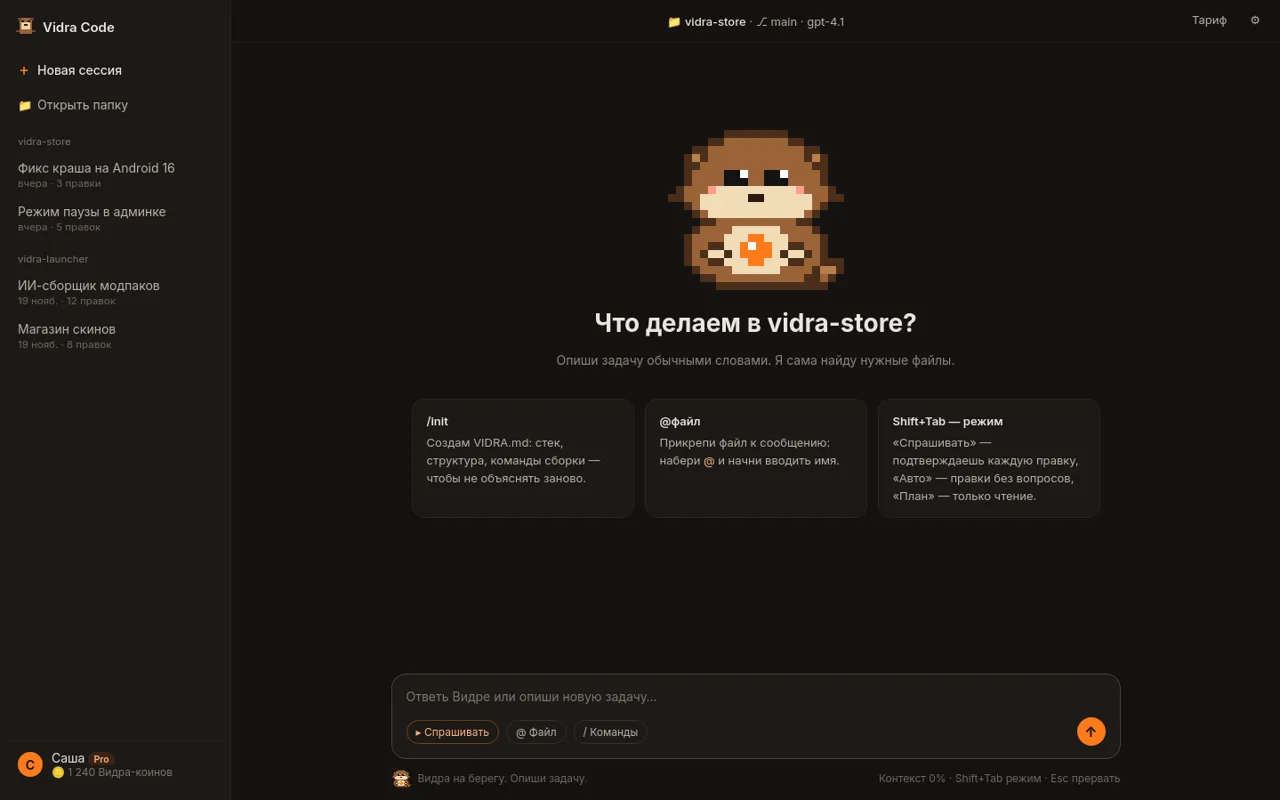 Vidra Code
+ Новая сессия
Открыть папку
vidra-store
Фикс краша на Android 16
вчера · 3 правки
Режим паузы в админке
вчера · 5 правок
vidra-launcher
ИИ-сборщик модпаков
19 нояб. · 12 правок
Магазин скинов
19 нояб. · 8 правок
С
Саша Pro
1 240 Видра-коинов
vidra-store · ⎇ main · gpt-4.1
Тариф
Что делаем в vidra-store?
Опиши задачу обычными словами. Я сама найду нужные файлы.
/init
Создам VIDRA.md: стек,
структура, команды сборки —
чтобы не объяснять заново.
@файл
Прикрепи файл к сообщению:
набери @ и начни вводить имя.
Shift+Tab — режим
«Спрашивать» —
подтверждаешь каждую правку,
«Авто» — правки без вопросов,
«План» — только чтение.
Ответь Видре или опиши новую задачу...
▸ Спрашивать
@ Файл
/ Команды
Видра на берегу. Опиши задачу.
Контекст 0% · Shift+Tab режим · Esc прервать